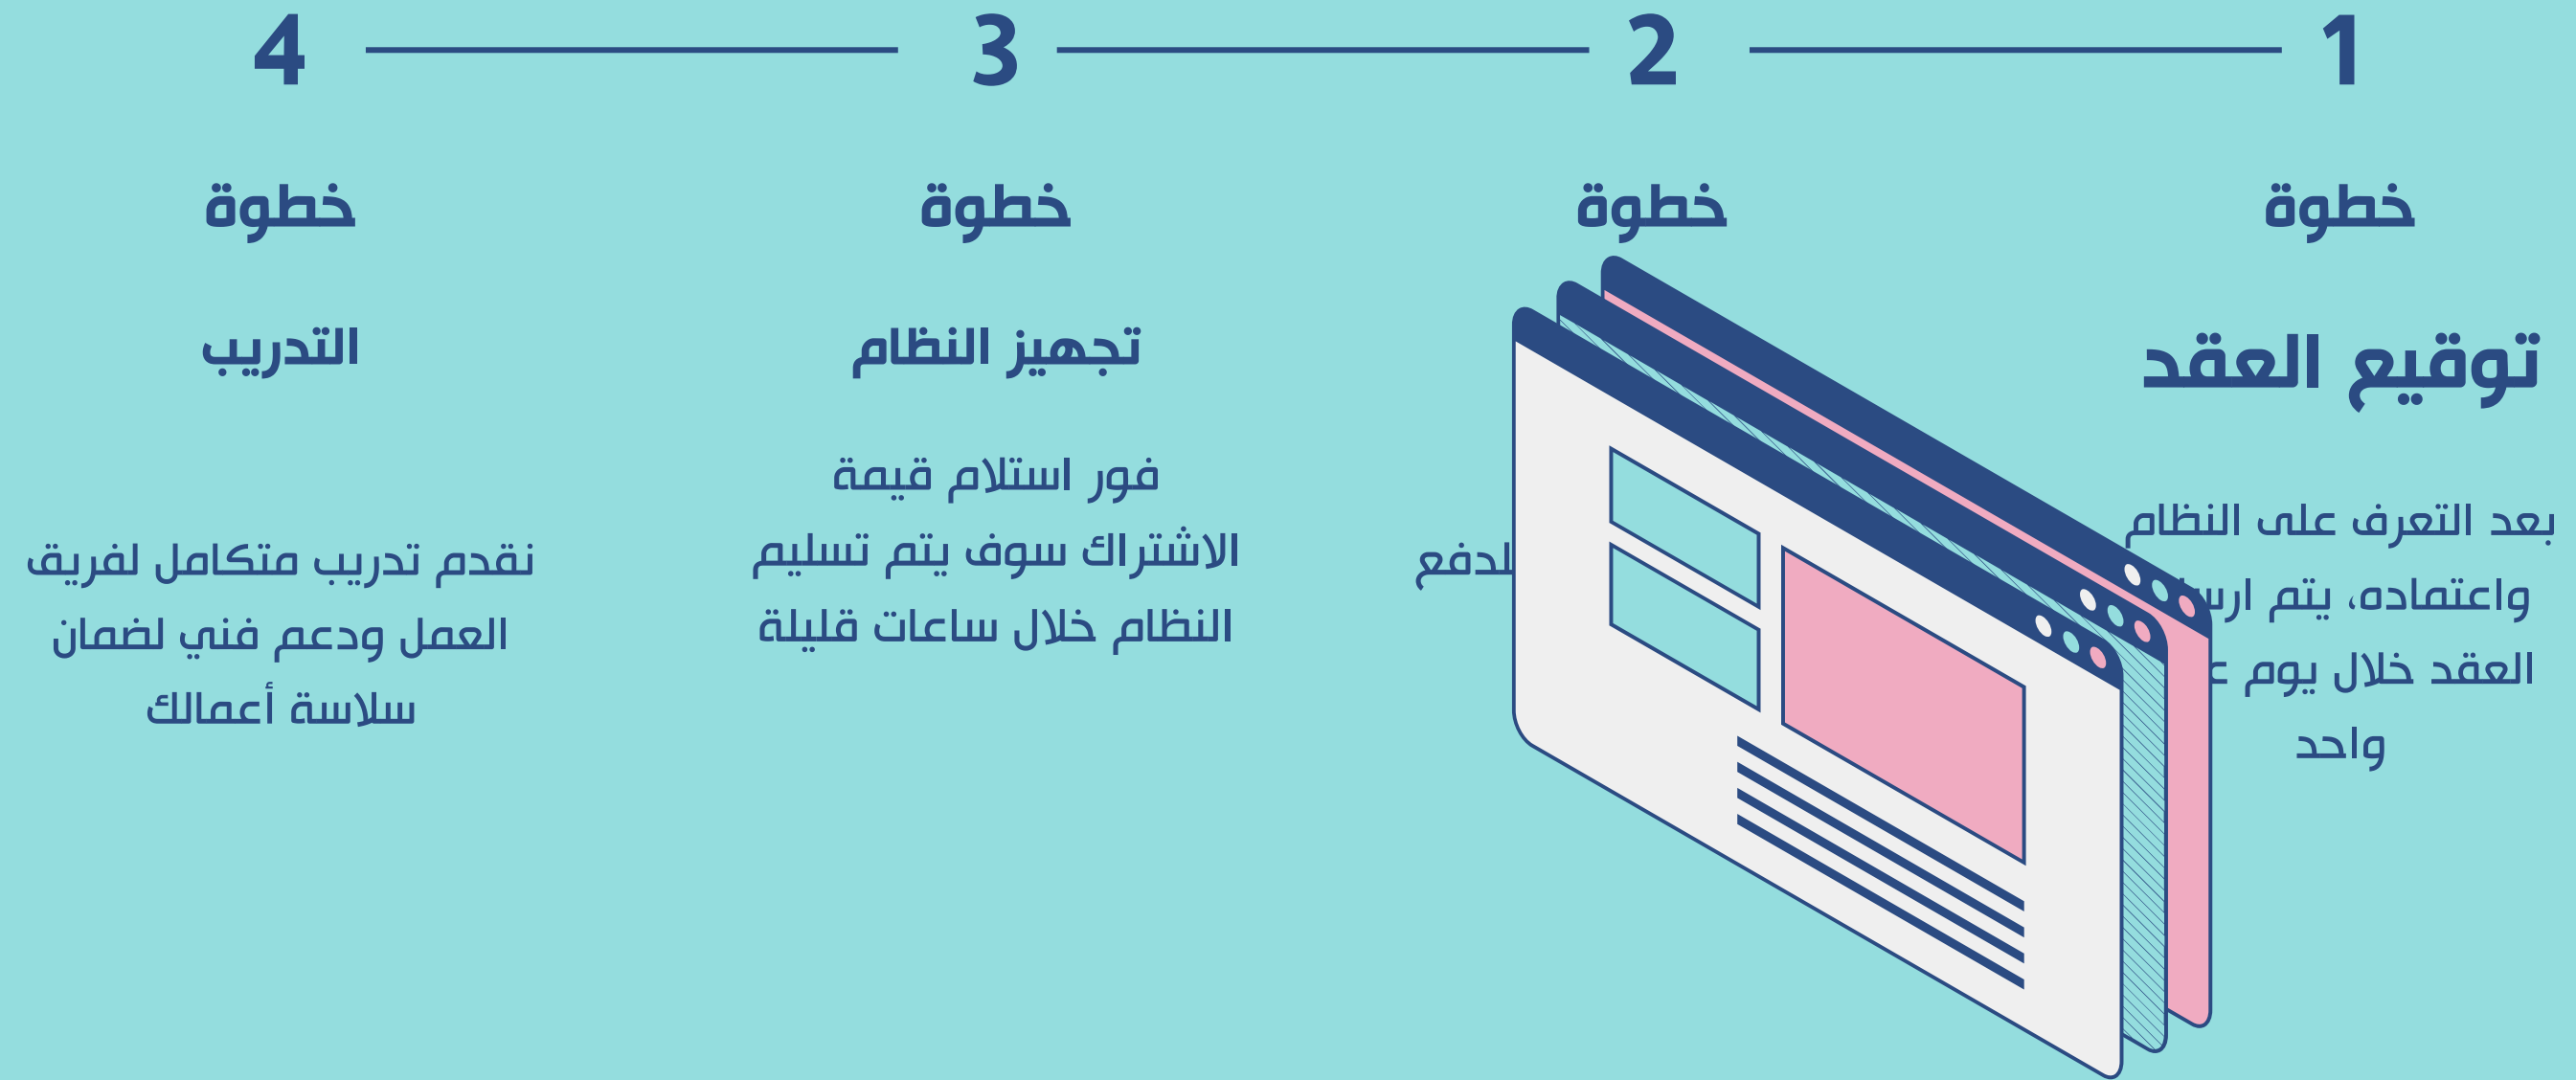 1
خطوة
توقيع العقد
بعد التعرف على النظام
واعتماده، يتم
العقد خلال يوم
واحد
2
خطوة
3
خطوة
تجهيز النظام
فور استلام قيمة
الاشتراك سوف يتم تسليم
النظام خلال ساعات قليلة
4
خطوة
التدريب
نقدم تدريب متكامل لفريق
العمل ودعم فني لضمان
سلاسة أعمالك